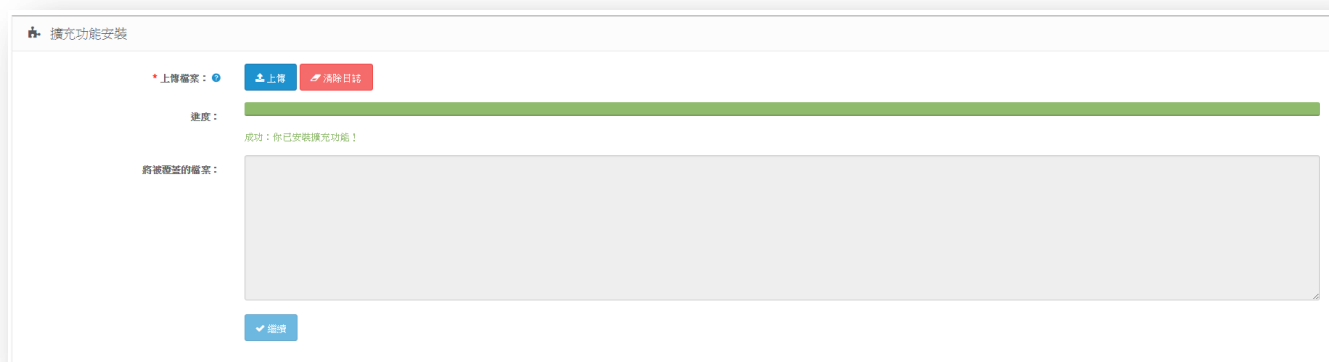 擴充功能安裝
* 上傳檔案：
上傳
清除日誌
進度：
成功：你已安裝擴充功能！
將被覆蓋的檔案：
繼續